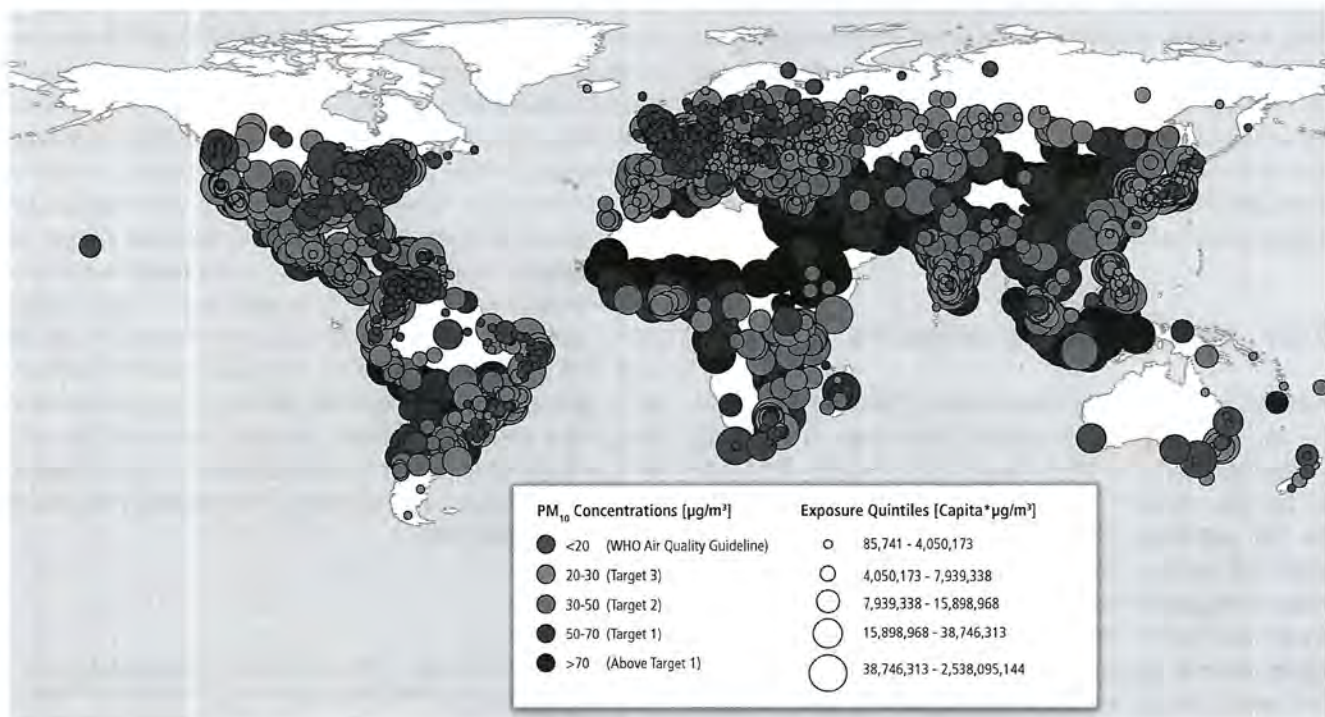 PM10 Concentrations [µg/m³]
<20 (WHO Air Quality Guideline)
20-30 (Target 3)
30-50 (Target 2)
50-70 (Target 1)
>70 (Above Target 1)
Exposure Quintiles [Capita*µg/m³]
85,741 - 4,050,173
4,050,173 - 7,939,338
7,939,338 - 15,898,968
15,898,968 - 38,746,313
38,746,313 - 2,538,095,144